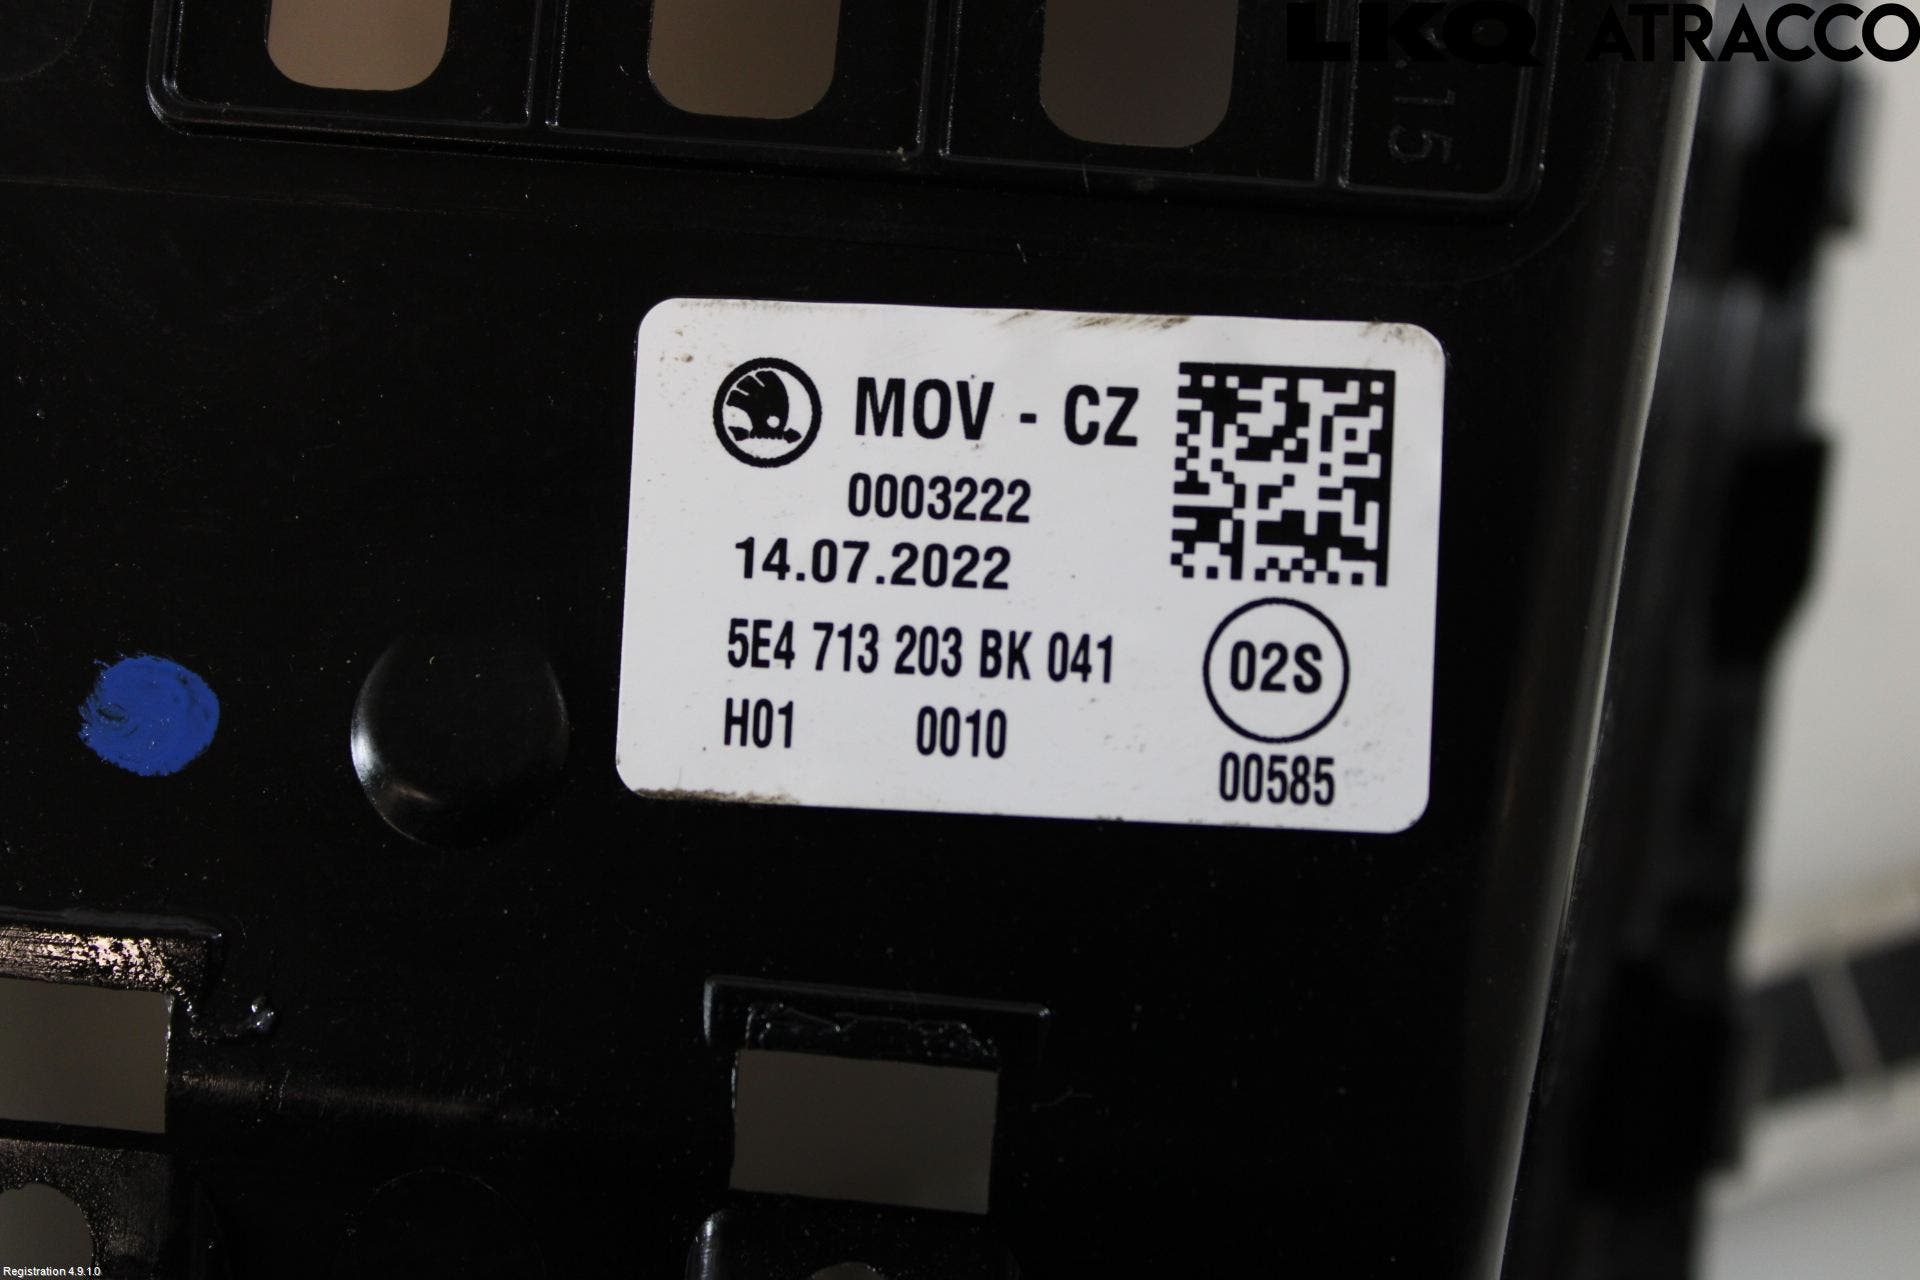 LKQ ATRACCO
15
MOV - CZ
0003222
14.07.2022
5E4 713 203 BK 041
H01 0010
02S
00585
Registration 4.9.1.0